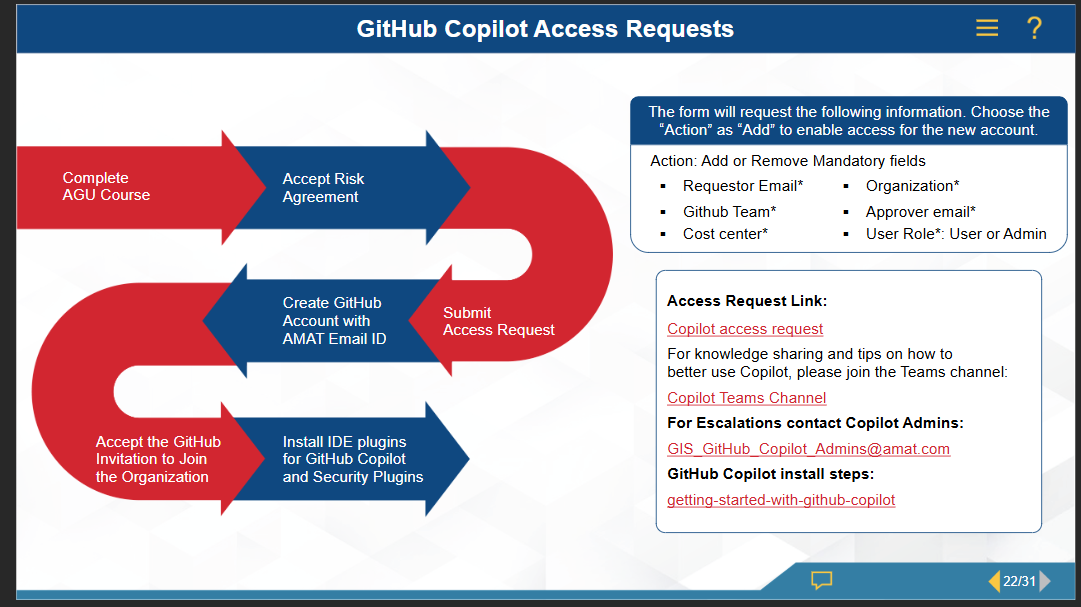 GitHub Copilot Access Requests
?
Complete
AGU Course
Accept Risk
Agreement
Submit
Access Request
Create GitHub
Account with
AMAT Email ID
Accept the GitHub
Invitation to Join
the Organization
Install IDE plugins
for GitHub Copilot
and Security Plugins
The form will request the following information. Choose the
“Action” as “Add” to enable access for the new account.
Action: Add or Remove Mandatory fields
▪ Requestor Email*
▪ Organization*
▪ Github Team*
▪ Approver email*
▪ Cost center*
▪ User Role*: User or Admin
Access Request Link:
Copilot access request
For knowledge sharing and tips on how to
better use Copilot, please join the Teams channel:
Copilot Teams Channel
For Escalations contact Copilot Admins:
GIS_GitHub_Copilot_Admins@amat.com
GitHub Copilot install steps:
getting-started-with-github-copilot
22/31